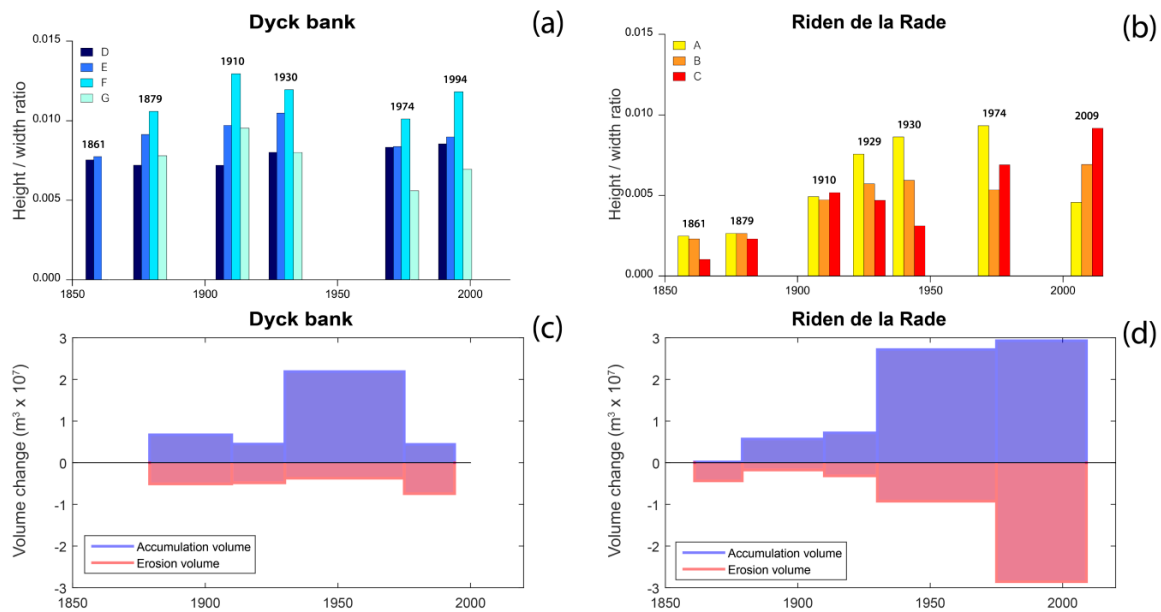 Dyck bank
(a)
Height / width ratio
0.015
0.010
0.005
0.000
D
E
F
G
1861
1879
1910
1930
1974
1994
1850
1900
1950
2000
Riden de la Rade
(b)
Height / width ratio
0.015
0.010
0.005
0.000
A
B
C
1861
1879
1910
1929
1930
1974
2009
1850
1900
1950
2000
Dyck bank
(c)
Volume change (m³ x 10⁷)
3
2
1
0
-1
-2
-3
Accumulation volume
Erosion volume
1850
1900
1950
2000
Riden de la Rade
(d)
Volume change (m³ x 10⁷)
3
2
1
0
-1
-2
-3
Accumulation volume
Erosion volume
1850
1900
1950
2000